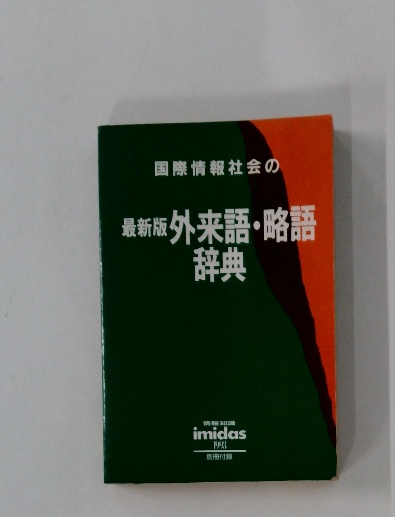 国際情報社会の
最新版 外来語・略語
辞典
情報知識
imidas
1993
別冊付録